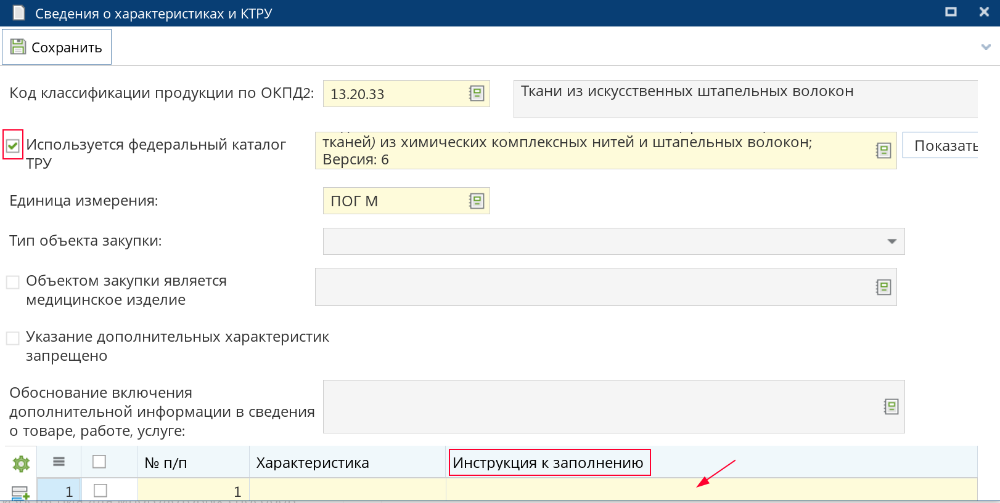 Сведения о характеристиках и КТРУ
Сохранить
Код классификации продукции по ОКПД2:
13.20.33
Ткани из искусственных штапельных волокон
Используется федеральный каталог
ТРУ
тканей) из химических комплексных нитей и штапельных волокон;
Версия: 6
Показать
Единица измерения:
ПОГ М
Тип объекта закупки:
Объектом закупки является
медицинское изделие
Указание дополнительных характеристик
запрещено
Обоснование включения
дополнительной информации в сведения
о товаре, работе, услуге:
№ п/п
Характеристика
Инструкция к заполнению
1
1